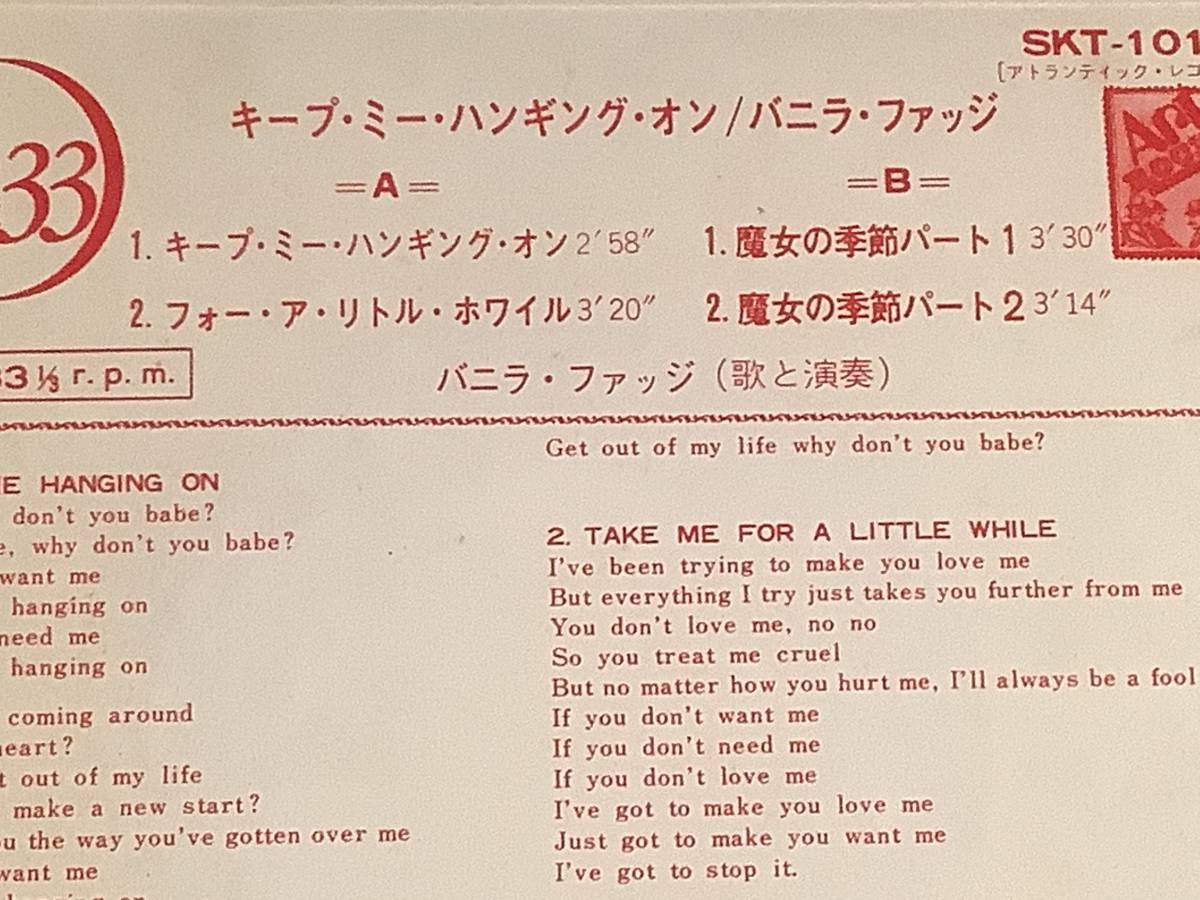 SKT-101
[アトランティック・レコ
33
キープ・ミー・ハンギング・オン/バニラ・ファッジ
=A=
1. キープ・ミー・ハンギング・オン 2′58″
2. フォー・ア・リトル・ホワイル 3′20″
=B=
1. 魔女の季節パート1 3′30″
2. 魔女の季節パート2 3′14″
33⅓ r. p. m.
バニラ・ファッジ（歌と演奏）
HANGING ON
don't you babe?
why don't you babe?
want me
hanging on
need me
hanging on
coming around
heart?
out of my life
make a new start?
the way you've gotten over me
want me
Get out of my life why don't you babe?
2. TAKE ME FOR A LITTLE WHILE
I've been trying to make you love me
But everything I try just takes you further from me
You don't love me, no no
So you treat me cruel
But no matter how you hurt me, I'll always be a fool
If you don't want me
If you don't need me
If you don't love me
I've got to make you love me
Just got to make you want me
I've got to stop it.